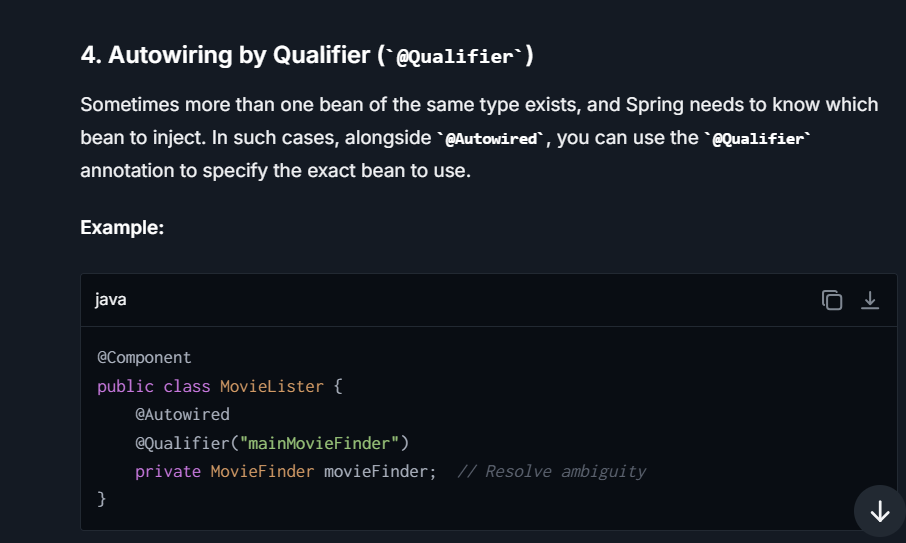 4. Autowiring by Qualifier (`@Qualifier`)
Sometimes more than one bean of the same type exists, and Spring needs to know which
bean to inject. In such cases, alongside `@Autowired`, you can use the `@Qualifier`
annotation to specify the exact bean to use.
Example:
java
@Component
public class MovieLister {
    @Autowired
    @Qualifier("mainMovieFinder")
    private MovieFinder movieFinder;  // Resolve ambiguity
}